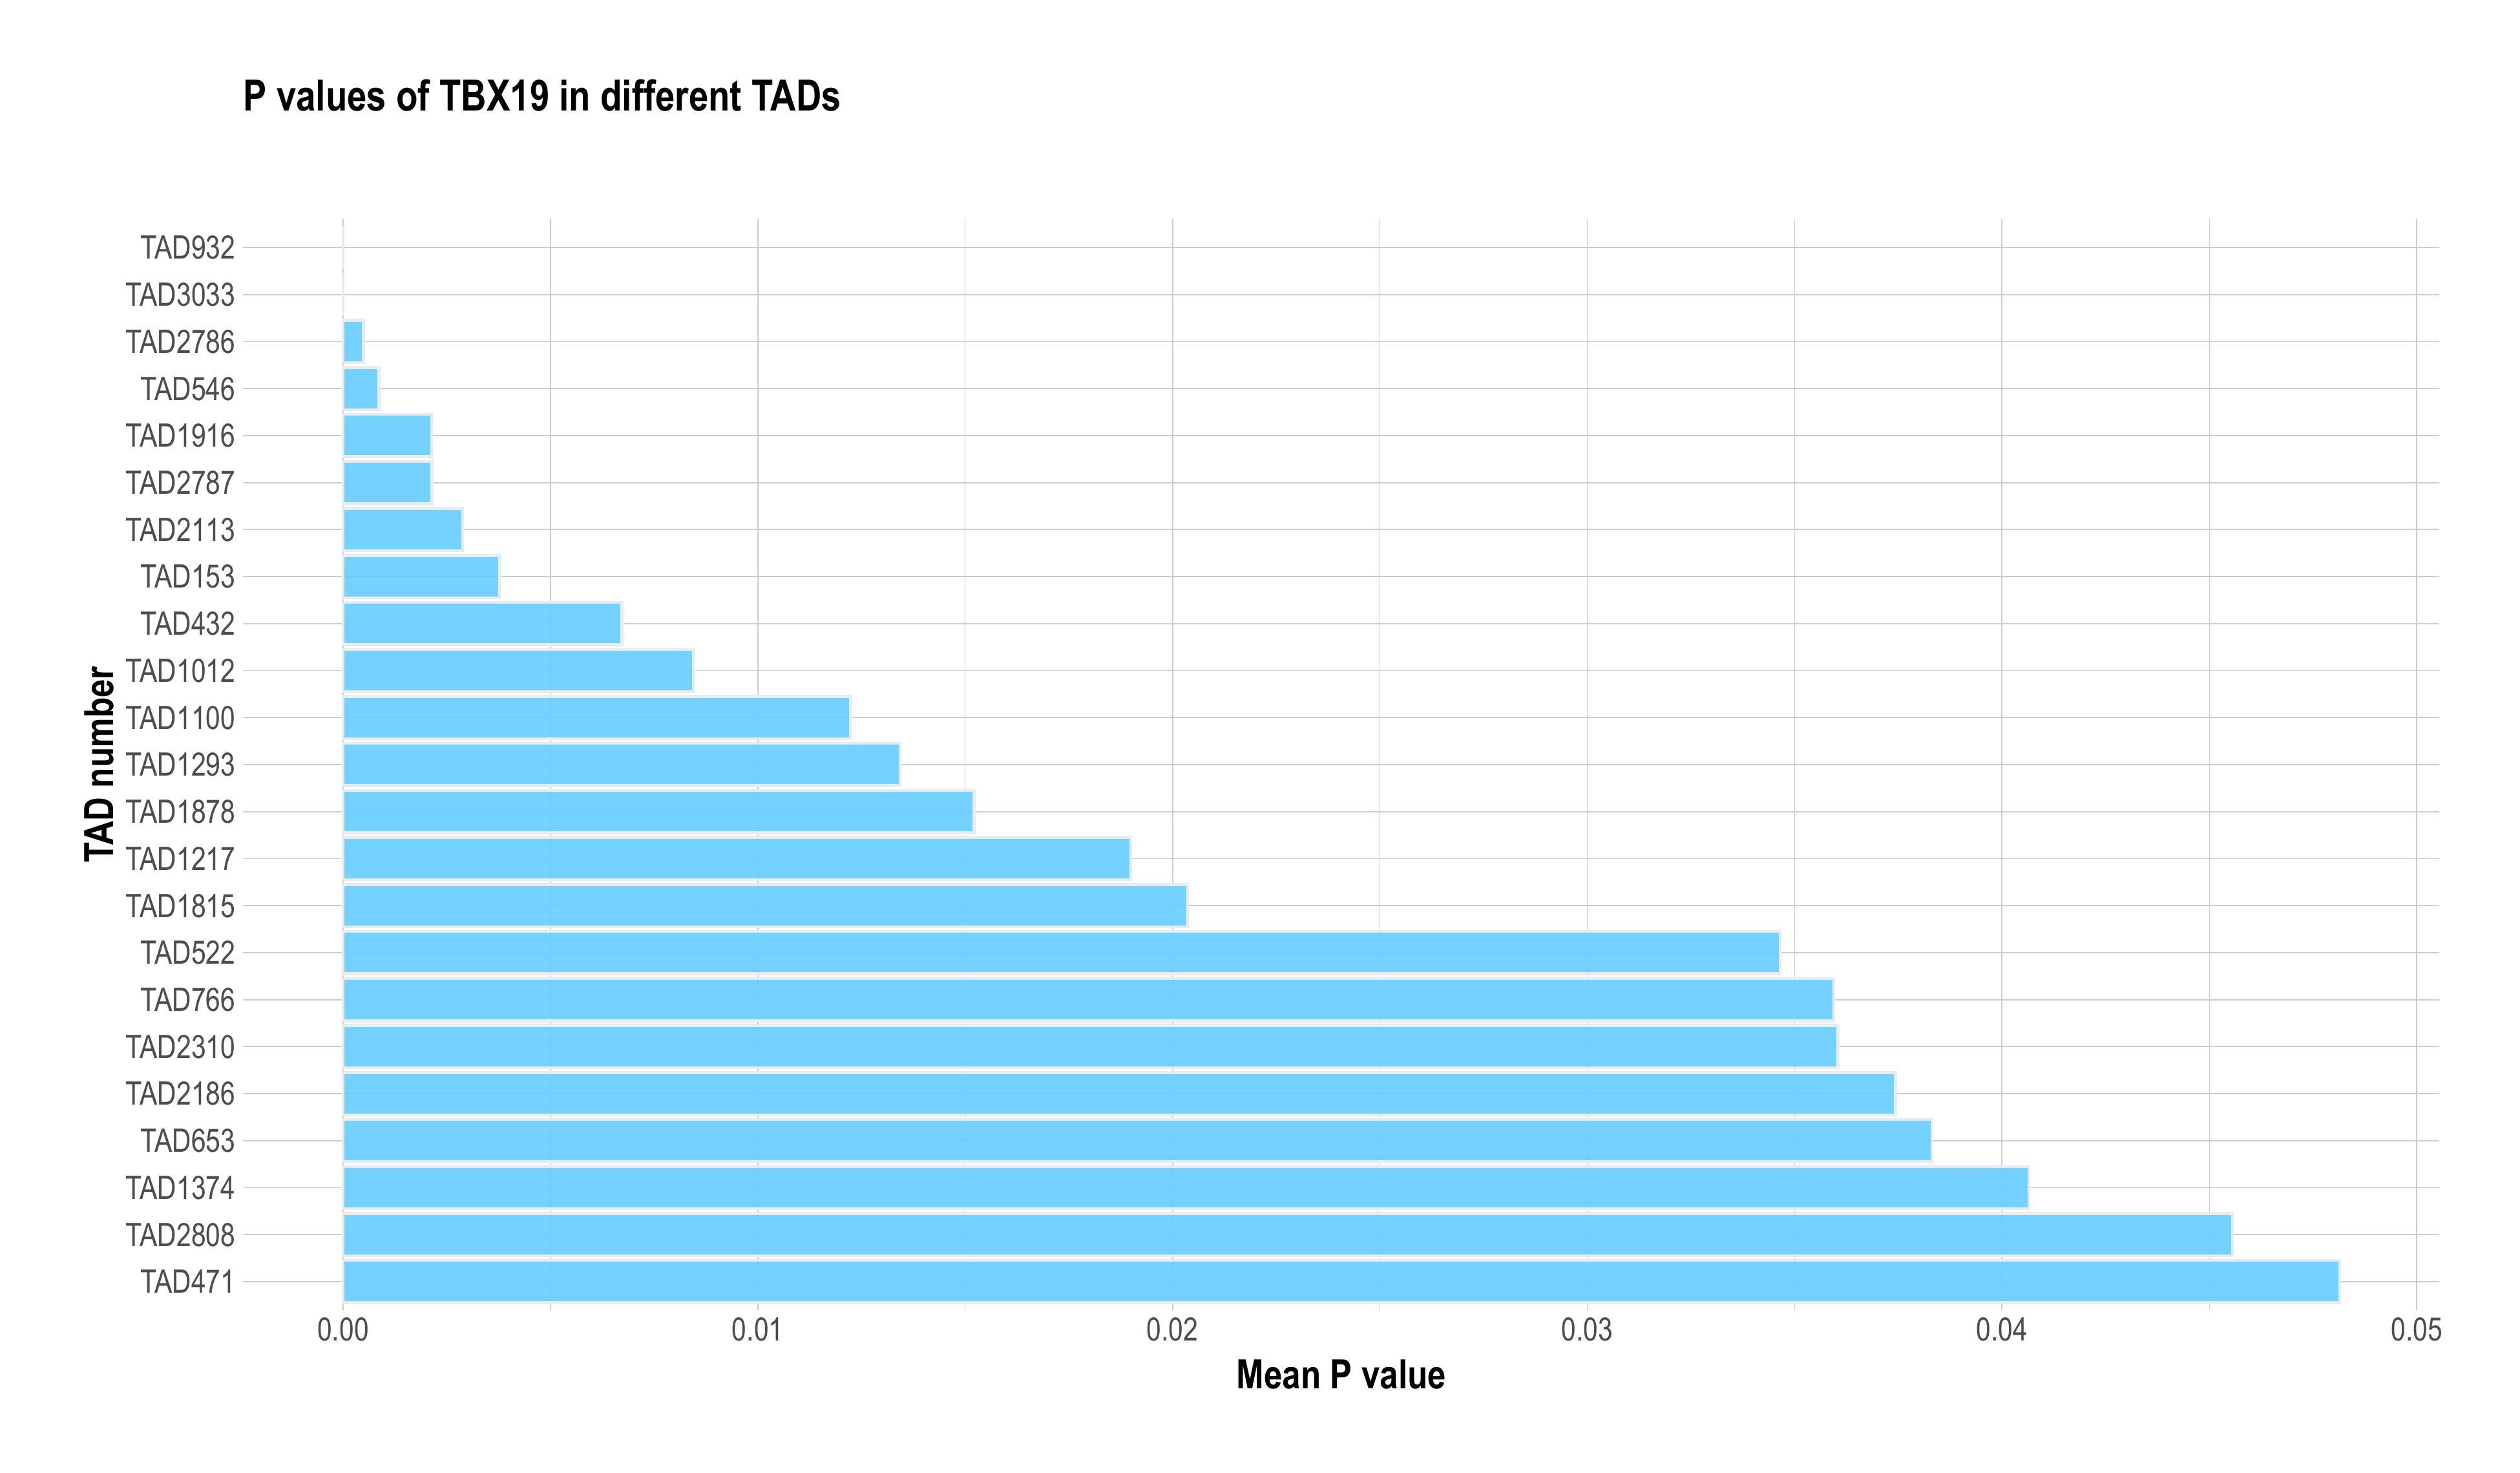 P values of TBX19 in different TADs
TAD932
TAD3033
TAD2786
TAD546
TAD1916
TAD2787
TAD2113
TAD153
TAD432
TAD1012
TAD1100
TAD1293
TAD1878
TAD1217
TAD1815
TAD522
TAD766
TAD2310
TAD2186
TAD653
TAD1374
TAD2808
TAD471
TAD number
0.00 0.01 0.02 0.03 0.04 0.05
Mean P value